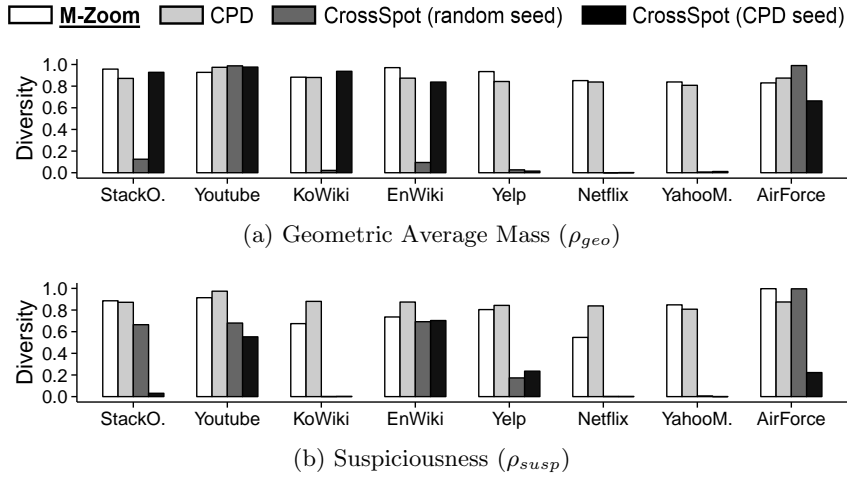 M-Zoom CPD CrossSpot (random seed) CrossSpot (CPD seed)
Diversity
1.0
0.8
0.6
0.4
0.2
0.0
StackO. Youtube KoWiki EnWiki Yelp Netflix YahooM. AirForce
(a) Geometric Average Mass (ρgeo)
Diversity
1.0
0.8
0.6
0.4
0.2
0.0
StackO. Youtube KoWiki EnWiki Yelp Netflix YahooM. AirForce
(b) Suspiciousness (ρsusp)